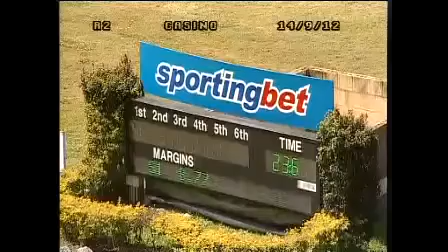 R2 CASINO 14/9/12
sportingbet
1st 2nd 3rd 4th 5th 6th
TIME
MARGINS